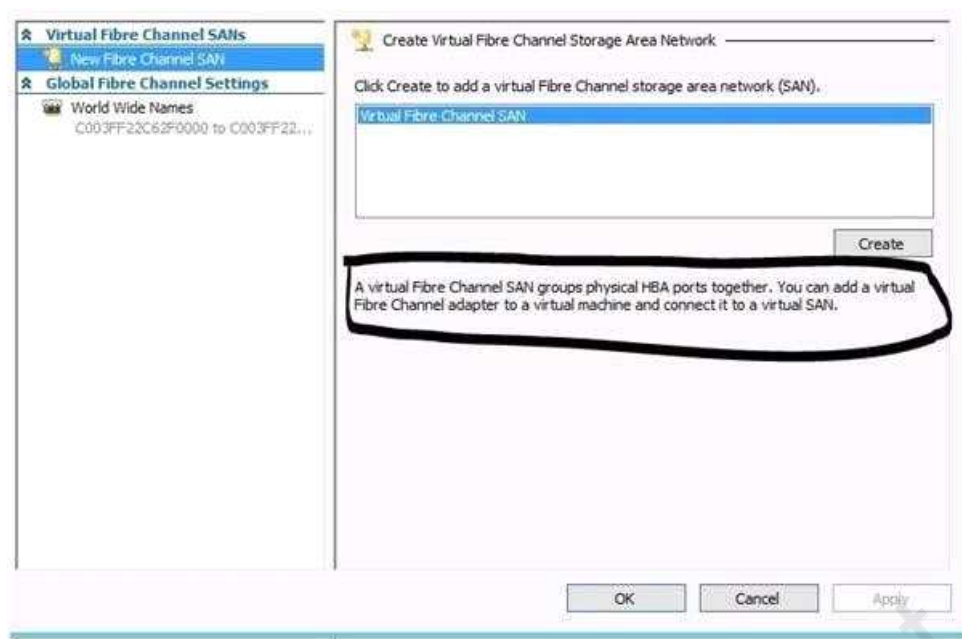 Virtual Fibre Channel SANs
New Fibre Channel SAN
Global Fibre Channel Settings
World Wide Names
C003FF22C62F0000 to C003FF22...
Create Virtual Fibre Channel Storage Area Network
Click Create to add a virtual Fibre Channel storage area network (SAN).
Virtual Fibre Channel SAN
Create
A virtual Fibre Channel SAN groups physical HBA ports together. You can add a virtual
Fibre Channel adapter to a virtual machine and connect it to a virtual SAN.
OK
Cancel
Apply